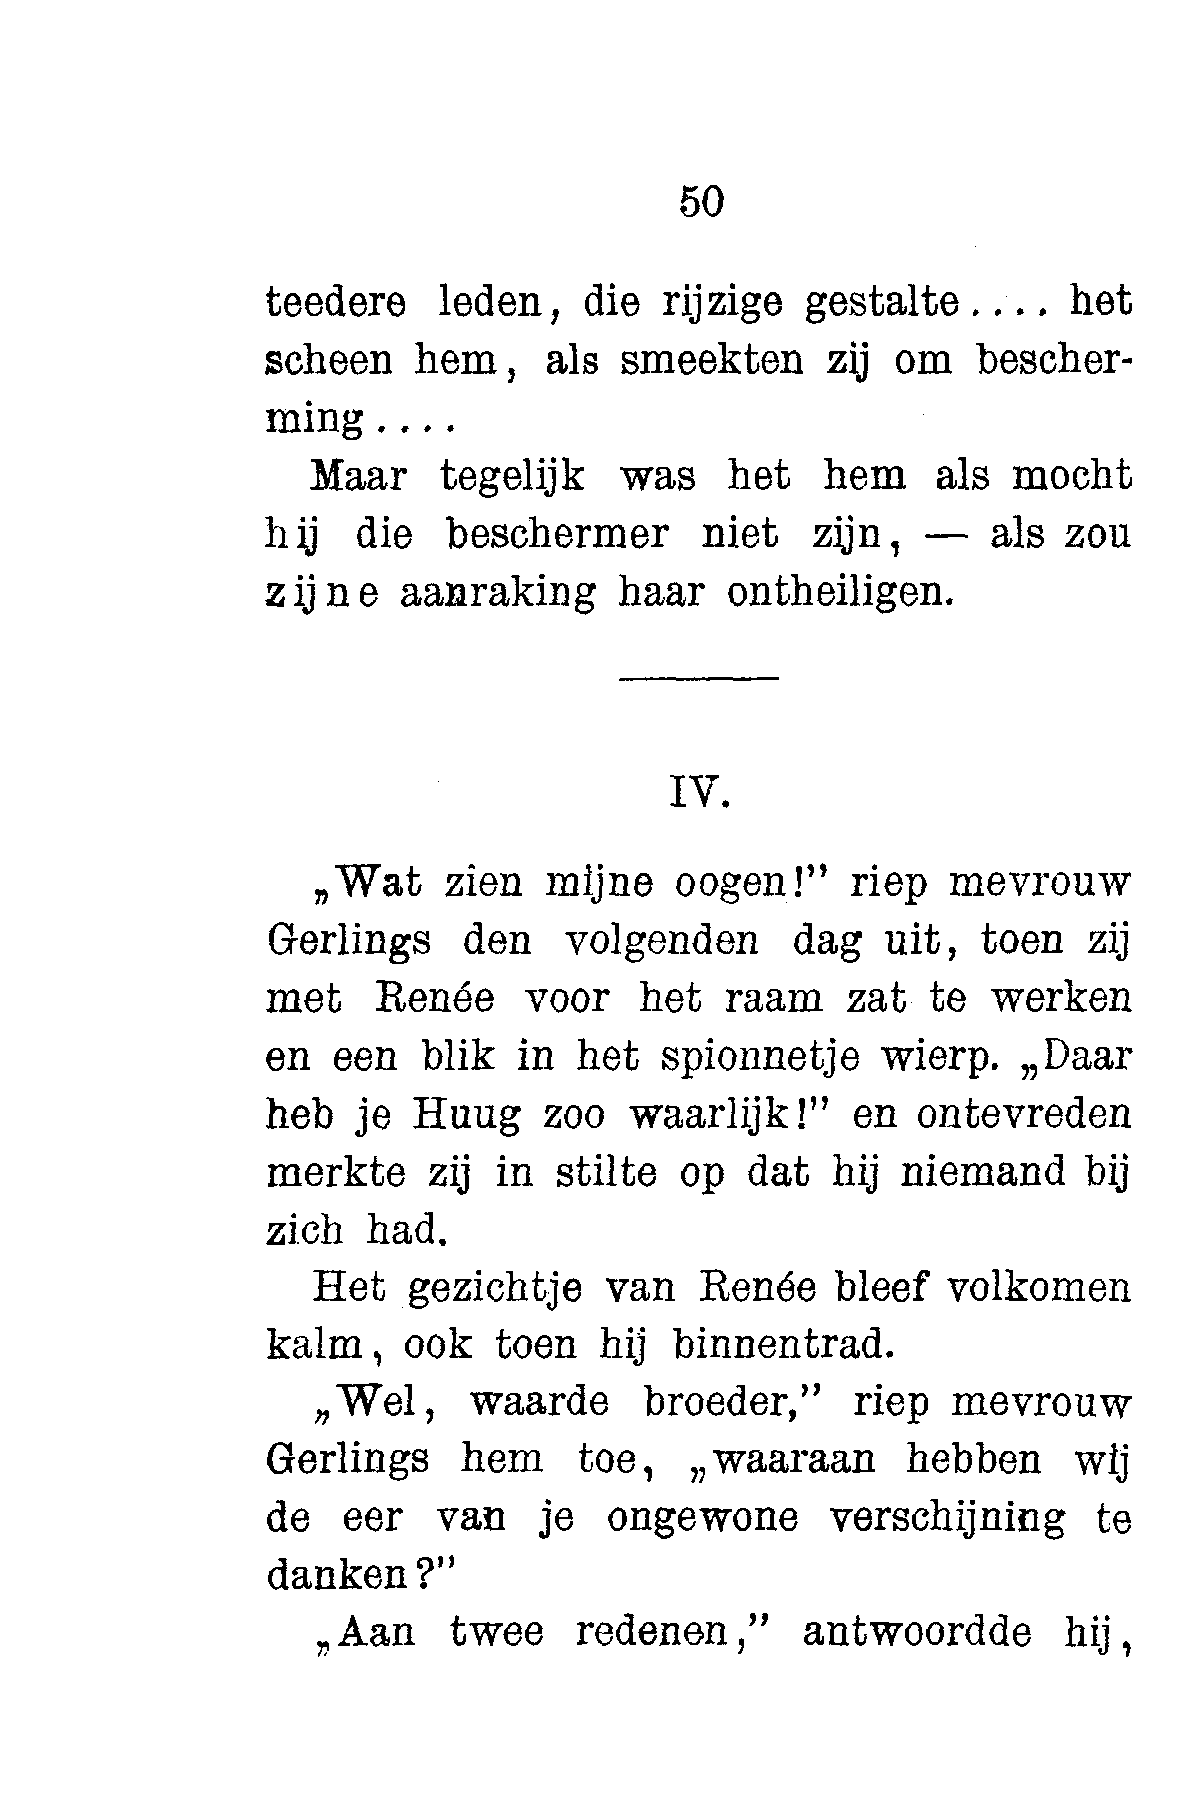 50
teedere leden, die rijzige gestalte.... het
scheen hem, als smeekten zij om bescher-
ming....
Maar tegelijk was het hem als mocht
hij die beschermer niet zijn, — als zou
zijne aanraking haar ontheiligen.
IV.
„Wat zien mijne oogen!” riep mevrouw
Gerlings den volgenden dag uit, toen zij
met Renée voor het raam zat te werken
en een blik in het spionnetje wierp. „Daar
heb je Huug zoo waarlijk!” en ontevreden
merkte zij in stilte op dat hij niemand bij
zich had.
Het gezichtje van Renée bleef volkomen
kalm, ook toen hij binnentrad.
„Wel, waarde broeder,” riep mevrouw
Gerlings hem toe, „waaraan hebben wij
de eer van je ongewone verschijning te
danken?”
„Aan twee redenen,” antwoordde hij,